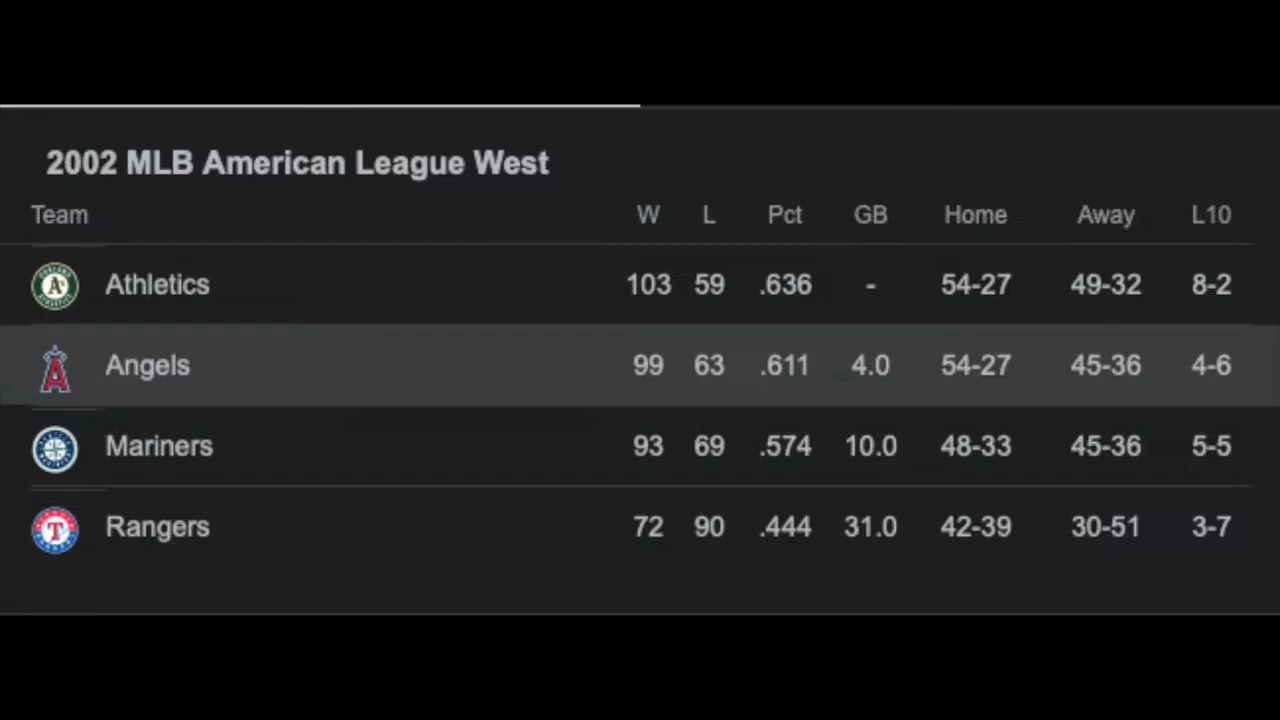 2002 MLB American League West
Team W L Pct GB Home Away L10
Athletics 103 59 .636 - 54-27 49-32 8-2
Angels 99 63 .611 4.0 54-27 45-36 4-6
Mariners 93 69 .574 10.0 48-33 45-36 5-5
Rangers 72 90 .444 31.0 42-39 30-51 3-7